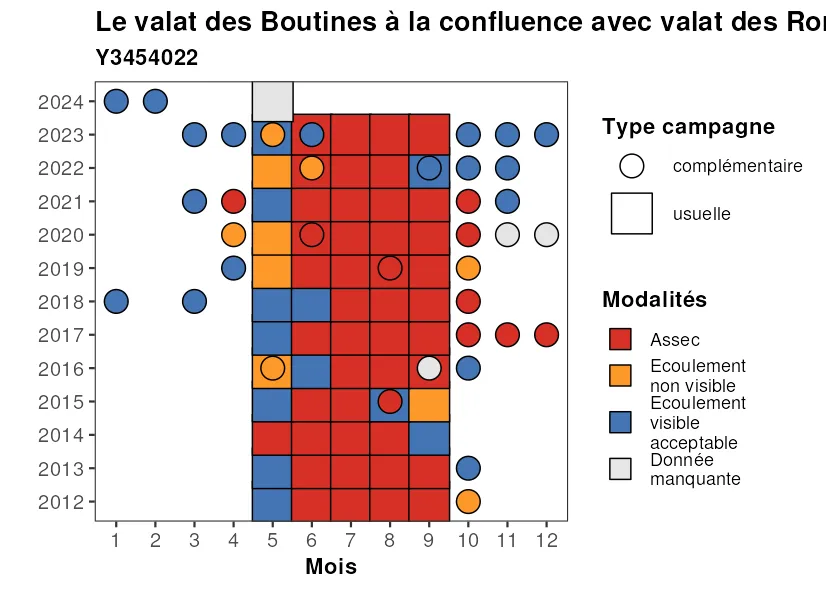 Le valat des Boutines à la confluence avec valat des Ro
Y3454022
2024
2023
2022
2021
2020
2019
2018
2017
2016
2015
2014
2013
2012
1 2 3 4 5 6 7 8 9 10 11 12
Mois
Type campagne
complémentaire
usuelle
Modalités
Assec
Ecoulement
non visible
Ecoulement
visible
acceptable
Donnée
manquante